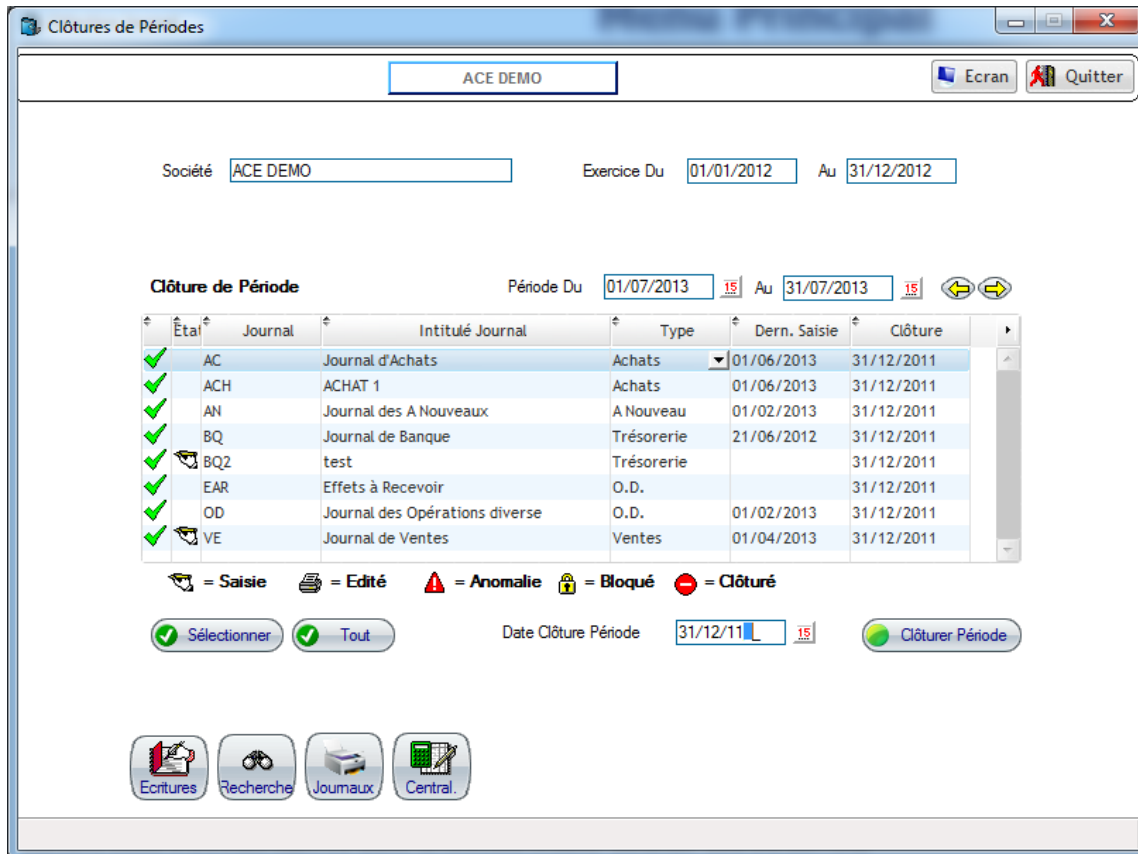 Menu Principal
Clôtures de Périodes
ACE DEMO Ecran Quitter
Société ACE DEMO Exercice Du 01/01/2012 Au 31/12/2012
Clôture de Période Période Du 01/07/2013 15 Au 31/07/2013 15
État Journal Intitulé Journal Type Dern. Saisie Clôture
AC Journal d'Achats Achats 01/06/2013 31/12/2011
ACH ACHAT 1 Achats 01/06/2013 31/12/2011
AN Journal des A Nouveaux A Nouveau 01/02/2013 31/12/2011
BQ Journal de Banque Trésorerie 21/06/2012 31/12/2011
BQ2 test Trésorerie 31/12/2011
EAR Effets à Recevoir O.D. 31/12/2011
OD Journal des Opérations diverse O.D. 01/02/2013 31/12/2011
VE Journal de Ventes Ventes 01/04/2013 31/12/2011
= Saisie = Edité = Anomalie = Bloqué = Clôturé
Sélectionner Tout Date Clôture Période 31/12/11 _ 15 Clôturer Période
Ecritures Recherche Journaux Central.